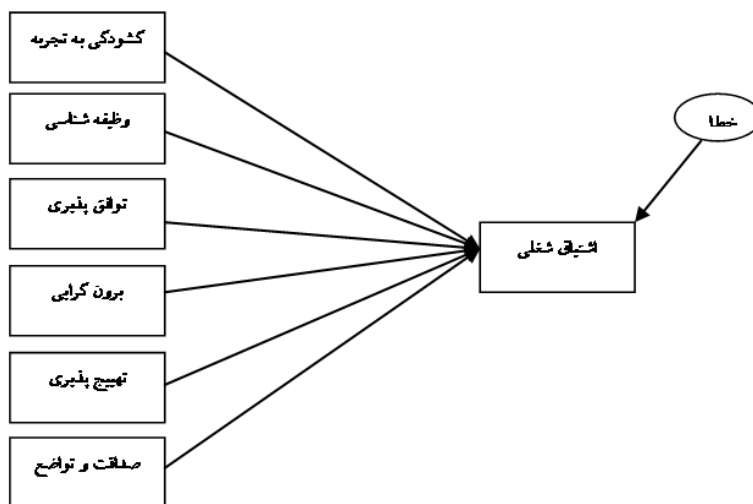 گشودگی به تجربه
وظیفه شناسی
توافق پذیری
برون گرایی
تهییج پذیری
صداقت و تواضع
اشتیاق شغلی
خطا